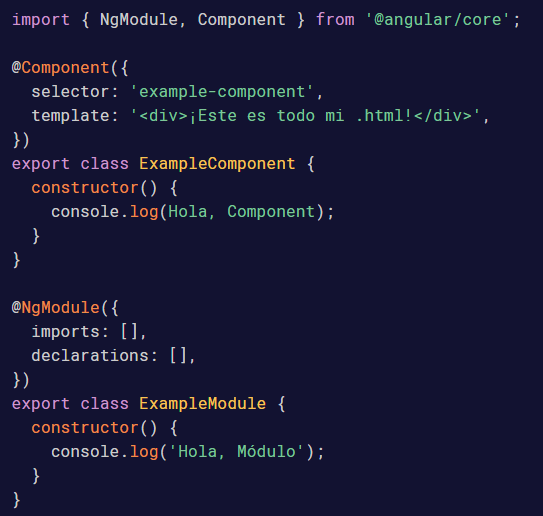 import { NgModule, Component } from '@angular/core';

@Component({
  selector: 'example-component',
  template: '<div>¡Este es todo mi .html!</div>',
})
export class ExampleComponent {
  constructor() {
    console.log(Hola, Component);
  }
}

@NgModule({
  imports: [],
  declarations: [],
})
export class ExampleModule {
  constructor() {
    console.log('Hola, Módulo');
  }
}